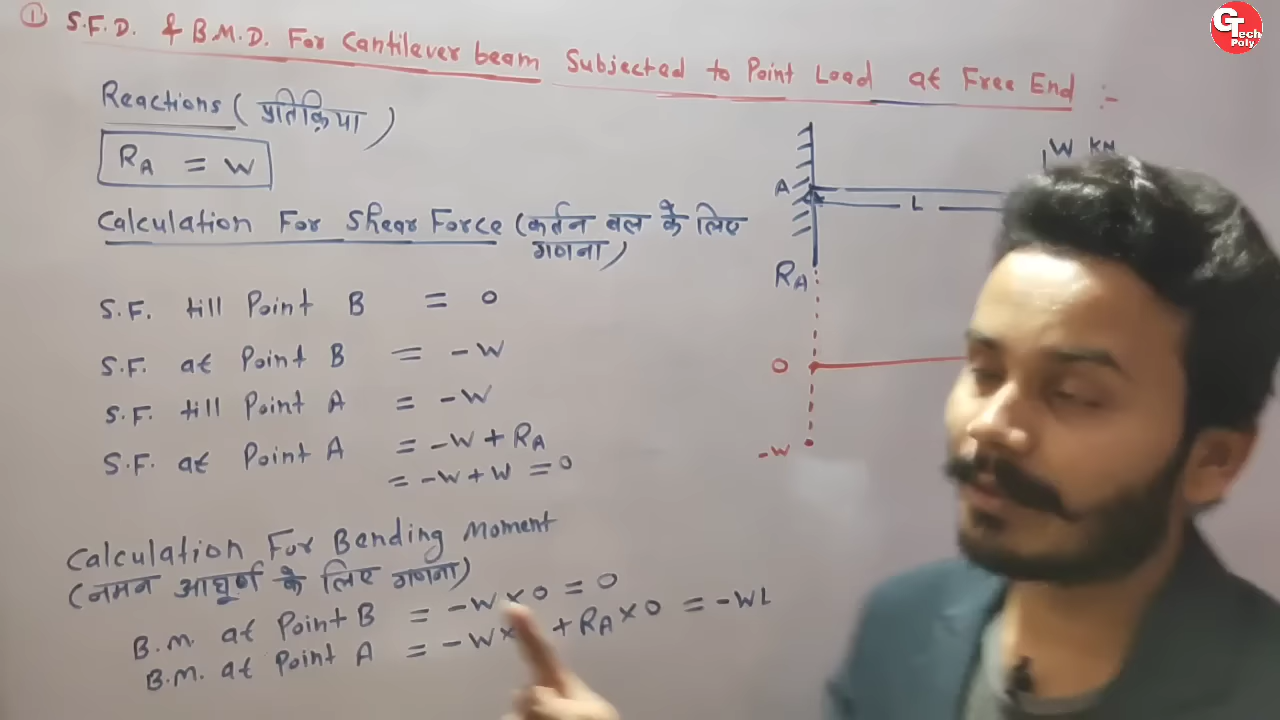 ① S.F.D. & B.M.D. For Cantilever beam Subjected to Point Load at Free End :-
Reactions (प्रतिक्रिया)
RA = W
Calculation For Shear Force (कर्तन बल के लिए
गणना)
S.F. till Point B = 0
S.F. at Point B = -W
S.F. till Point A = -W
S.F. at Point A = -W + RA
= -W + W = 0
Calculation For Bending Moment
(नमन आघूर्ण के लिए गणना)
B.M. at Point B = -W × 0 = 0
B.M. at Point A = -W × + RA × 0 = -WL
W KN
A
L
RA
0
-W
GTech
Poly